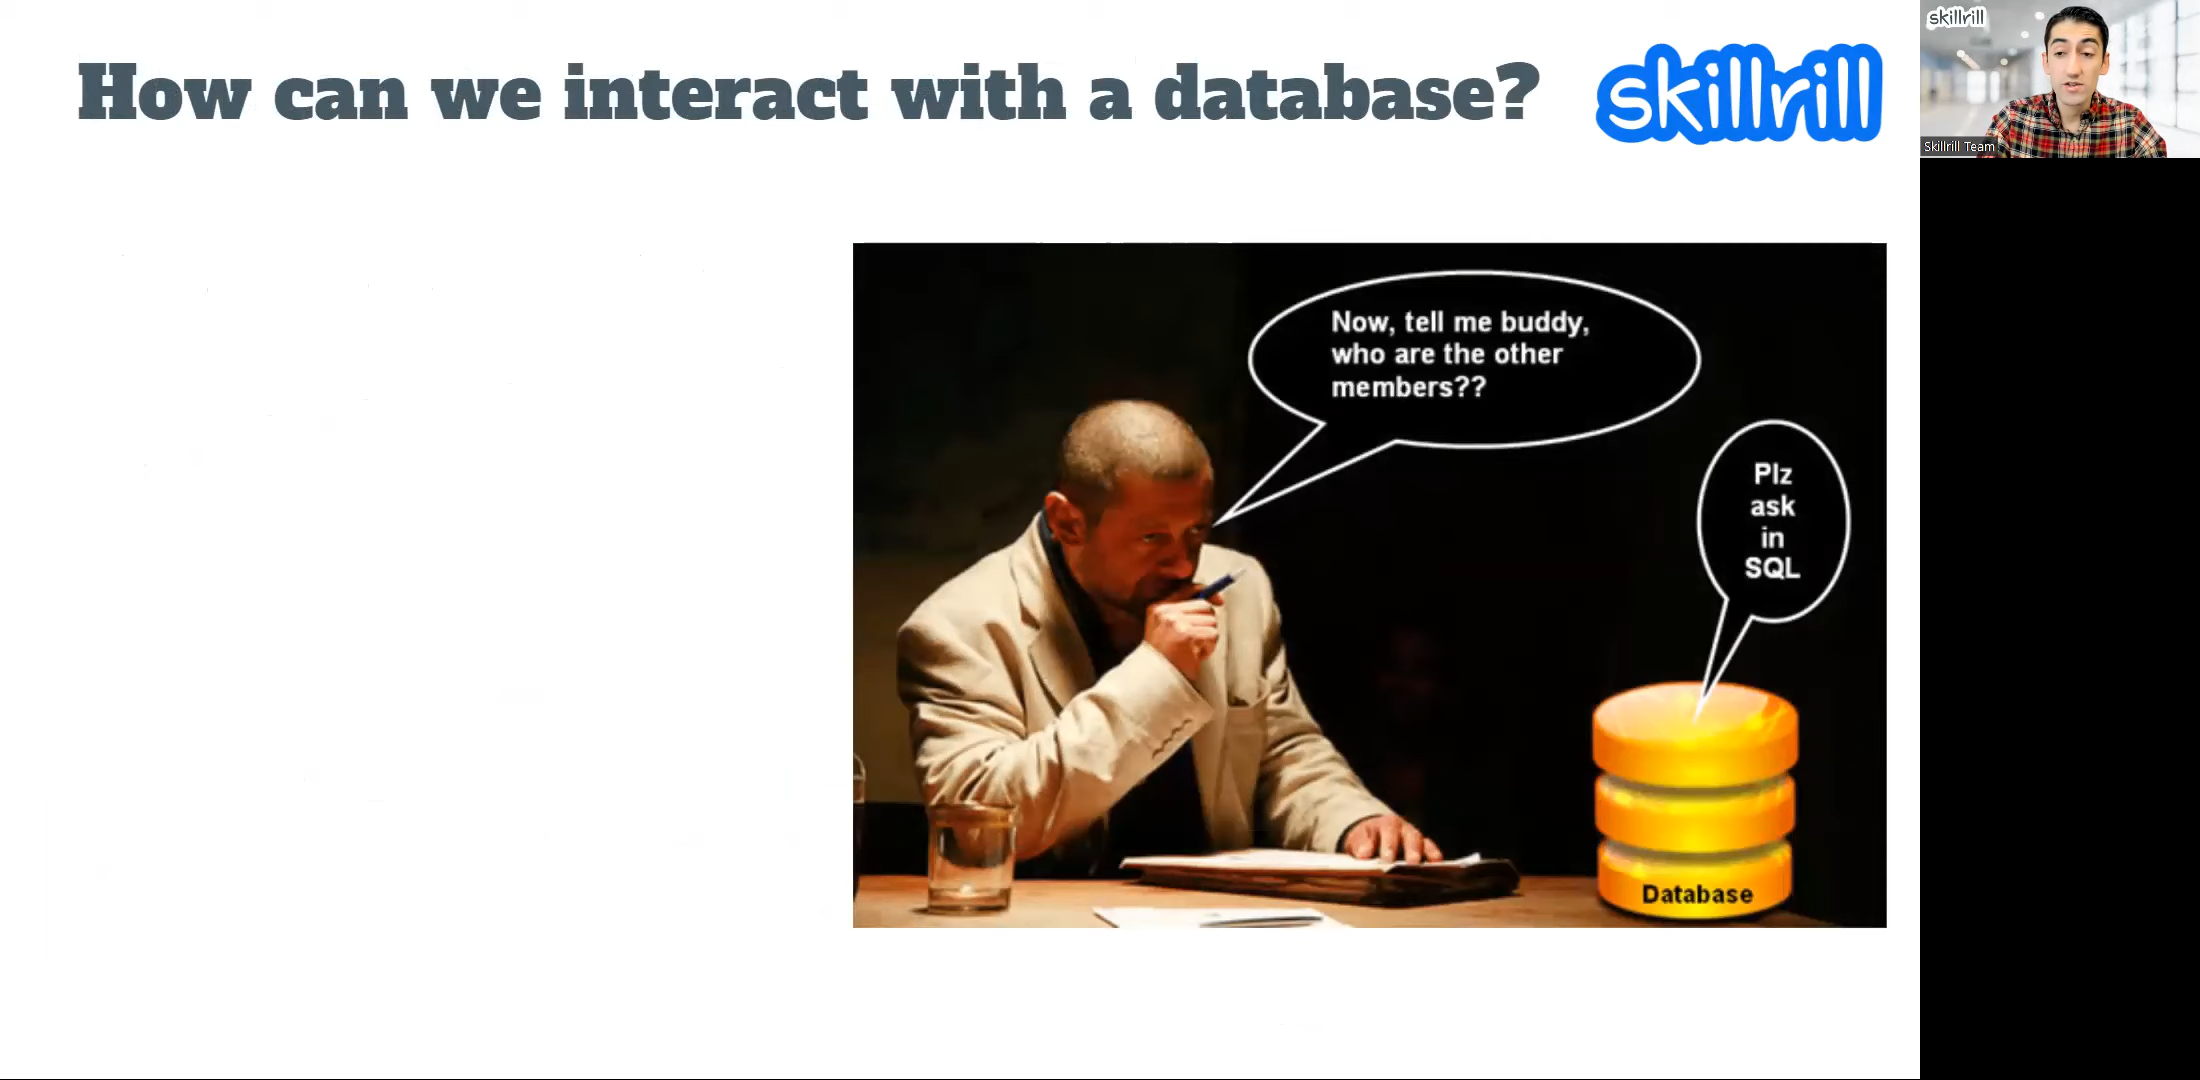 How can we interact with a database?
skillrill
skillrill
Skillrill Team
Now, tell me buddy,
who are the other
members??
Plz
ask
in
SQL
Database